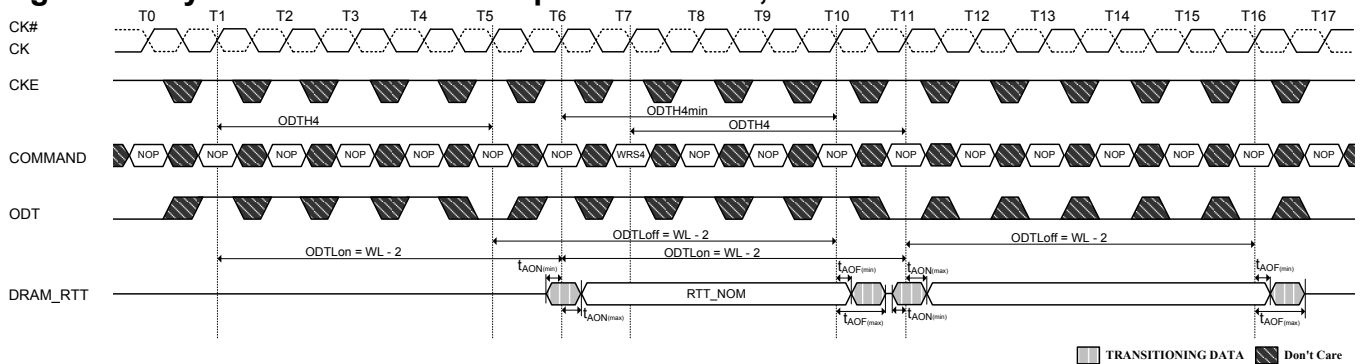 T0 T1 T2 T3 T4 T5 T6 T7 T8 T9 T10 T11 T12 T13 T14 T15 T16 T17
CK#
CK
CKE
ODTH4min
ODTH4 ODTH4
COMMAND NOP NOP NOP NOP NOP NOP NOP WRS4 NOP NOP NOP NOP NOP NOP NOP NOP NOP NOP
ODT
ODTLoff = WL - 2 ODTLoff = WL - 2
ODTLon = WL - 2 ODTLon = WL - 2
tAON(min) tAOF(min) tAON(max) tAOF(min)
DRAM_RTT RTT_NOM
tAON(max) tAOF(max) tAON(min) tAOF(max)
TRANSITIONING DATA Don't Care